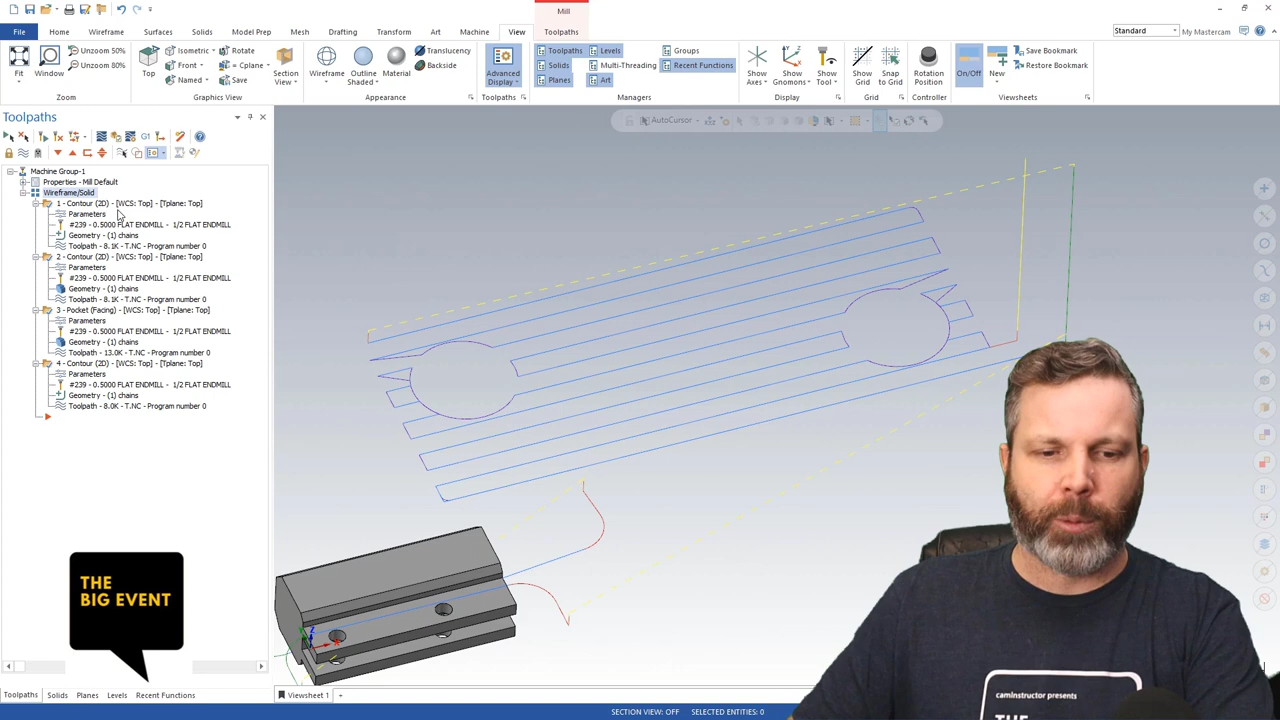 Mill
File
Home
Wireframe
Surfaces
Solids
Model Prep
Mesh
Drafting
Transform
Art
Machine
View
Toolpaths
Standard
My Mastercam
Fit
Window
Unzoom 50%
Unzoom 80%
Zoom
Top
Isometric
Front
Named
Rotate
= Cplane
Save
Section View
Graphics View
Wireframe
Outline Shaded
Material
Translucency
Backside
Appearance
Advanced Display
Toolpaths
Toolpaths
Solids
Planes
Levels
Multi-Threading
Art
Groups
Recent Functions
Managers
Show Axes
Show Gnomons
Show Tool
Display
Show Grid
Snap to Grid
Grid
Rotation Position
Controller
On/Off
New
Save Bookmark
Restore Bookmark
Viewsheets
Toolpaths
AutoCursor
G1
Machine Group-1
Properties - Mill Default
Wireframe/Solid
1 - Contour (2D) - [WCS: Top] - [Tplane: Top]
Parameters
#239 - 0.5000 FLAT ENDMILL - 1/2 FLAT ENDMILL
Geometry - (1) chains
Toolpath - 8.1K - T.NC - Program number 0
2 - Contour (2D) - [WCS: Top] - [Tplane: Top]
Parameters
#239 - 0.5000 FLAT ENDMILL - 1/2 FLAT ENDMILL
Geometry - (1) chains
Toolpath - 8.1K - T.NC - Program number 0
3 - Pocket (Facing) - [WCS: Top] - [Tplane: Top]
Parameters
#239 - 0.5000 FLAT ENDMILL - 1/2 FLAT ENDMILL
Geometry - (1) chains
Toolpath - 13.0K - T.NC - Program number 0
4 - Contour (2D) - [WCS: Top] - [Tplane: Top]
Parameters
#239 - 0.5000 FLAT ENDMILL - 1/2 FLAT ENDMILL
Geometry - (1) chains
Toolpath - 8.0K - T.NC - Program number 0
THE
BIG EVENT
Z
Toolpaths
Solids
Planes
Levels
Recent Functions
Viewsheet 1
+
SECTION VIEW: OFF
SELECTED ENTITIES: 0
caminstructor presents